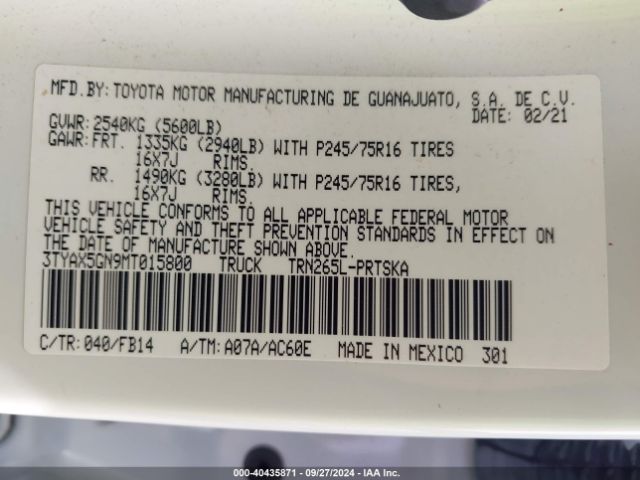 MFD.BY: TOYOTA MOTOR MANUFACTURING DE GUANAJUATO, S.A. DE C.V.
DATE: 02/21
GVWR: 2540KG (5600LB)
GAWR: FRT. 1335KG (2940LB) WITH P245/75R16 TIRES
16X7J RIMS.
RR. 1490KG (3280LB) WITH P245/75R16 TIRES,
16X7J RIMS.
THIS VEHICLE CONFORMS TO ALL APPLICABLE FEDERAL MOTOR
VEHICLE SAFETY AND THEFT PREVENTION STANDARDS IN EFFECT ON
THE DATE OF MANUFACTURE SHOWN ABOVE.
3TYAX5GN9MT015800 TRUCK TRN265L-PRTSKA
C/TR: 040/FB14 A/TM: A07A/AC60E MADE IN MEXICO 301
000-40435871 - 09/27/2024 - IAA Inc.